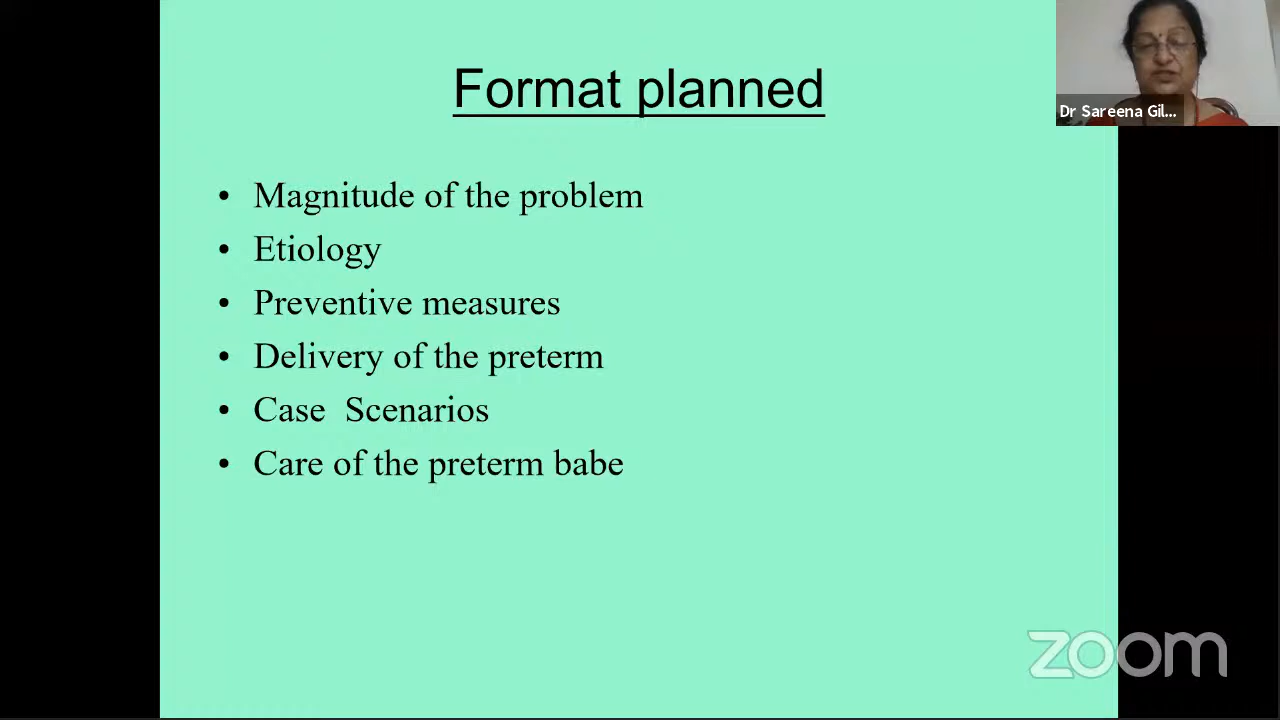 Format planned
Dr Sareena Gil...
• Magnitude of the problem
• Etiology
• Preventive measures
• Delivery of the preterm
• Case  Scenarios
• Care of the preterm babe
zoom